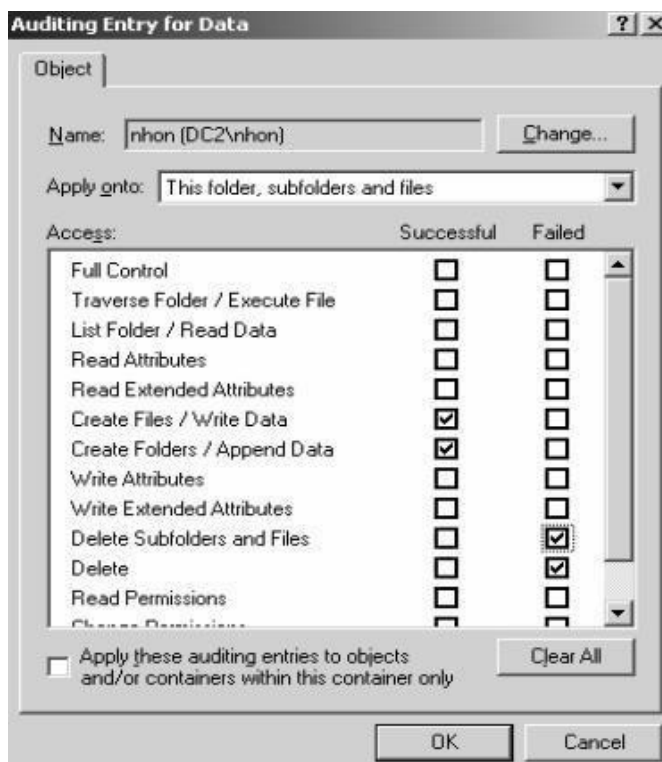 Auditing Entry for Data
Object
Name: nhon (DC2\nhon) Change...
Apply onto: This folder, subfolders and files
Access: Successful Failed
Full Control
Traverse Folder / Execute File
List Folder / Read Data
Read Attributes
Read Extended Attributes
Create Files / Write Data
Create Folders / Append Data
Write Attributes
Write Extended Attributes
Delete Subfolders and Files
Delete
Read Permissions
Change Permissions
Apply these auditing entries to objects
and/or containers within this container only
Clear All
OK Cancel